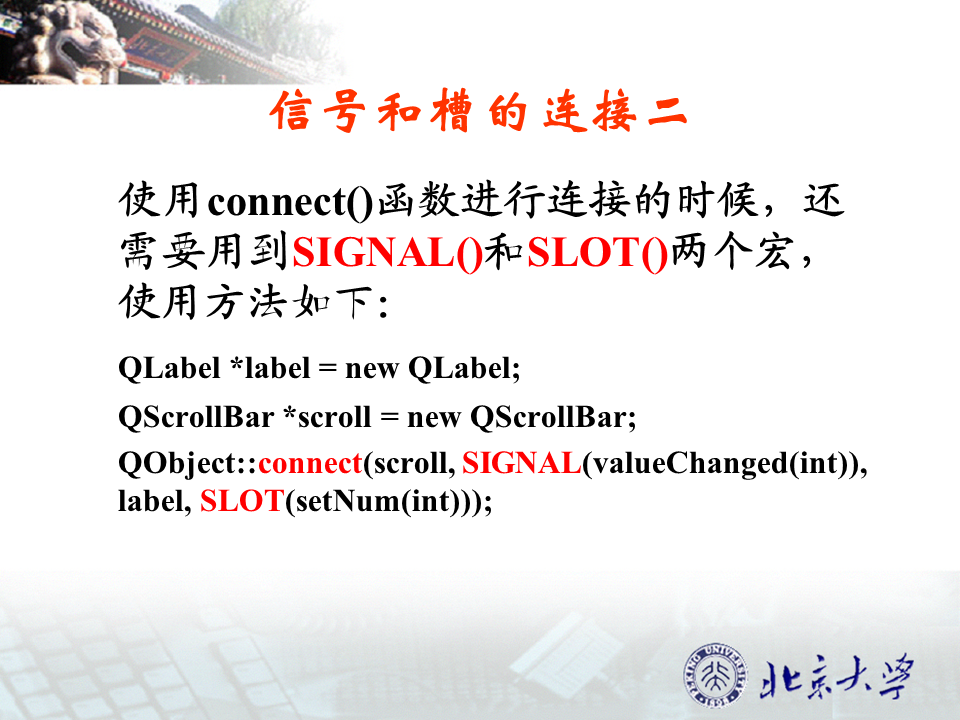 信号和槽的连接二
使用connect()函数进行连接的时候，还
需要用到SIGNAL()和SLOT()两个宏，
使用方法如下：
QLabel *label = new QLabel;
QScrollBar *scroll = new QScrollBar;
QObject::connect(scroll, SIGNAL(valueChanged(int)),
label, SLOT(setNum(int)));
PEKING UNIVERSITY
1898
北京大学